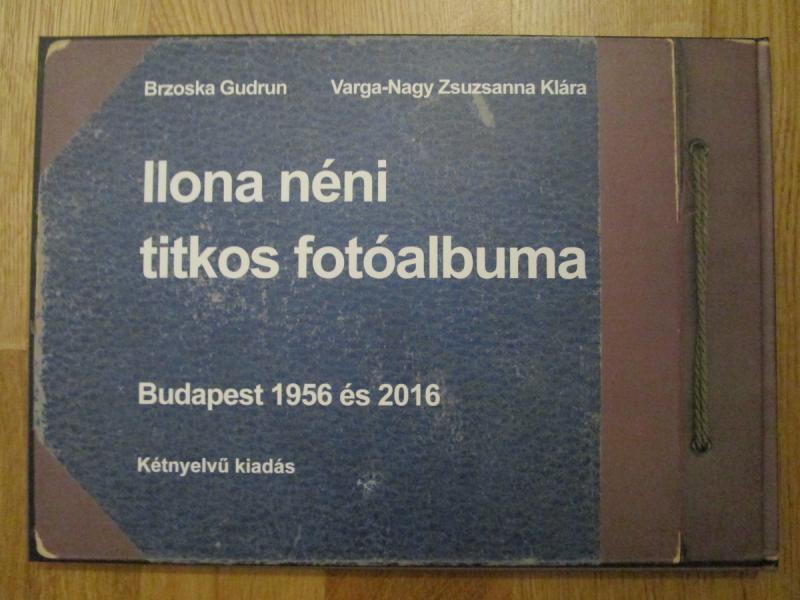 Brzoska Gudrun Varga-Nagy Zsuzsanna Klára
Ilona néni
titkos fotóalbuma
Budapest 1956 és 2016
Kétnyelvű kiadás